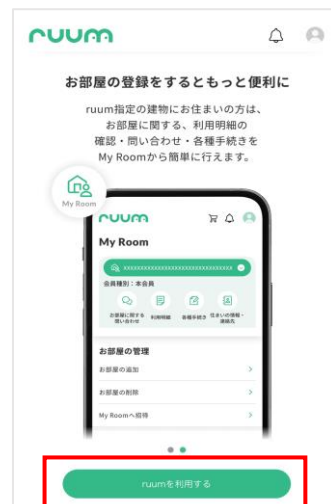 ruum
お部屋の登録をするともっと便利に
ruum指定の建物にお住まいの方は、
お部屋に関する、利用明細の
確認・問い合わせ・各種手続きを
My Roomから簡単に行えます。
My Room
ruum
My Room
xxxxxxxxxxxxxxxxxxxxxxxxxxxxxxxx
会員種別：本会員
お部屋に関する
問い合わせ
利用明細
各種手続き
住まいの情報・
連絡先
お部屋の管理
お部屋の追加
お部屋の削除
My Roomへ招待
ruumを利用する